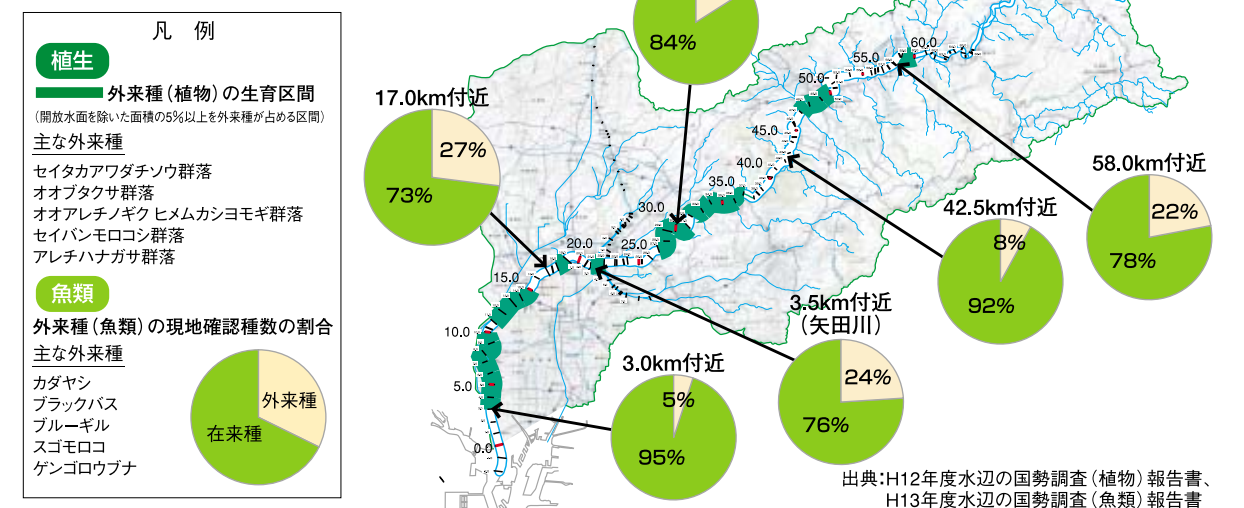 凡　例
植生
外来種（植物）の生育区間
（開放水面を除いた面積の5%以上を外来種が占める区間）
主な外来種
セイタカアワダチソウ群落
オオブタクサ群落
オオアレチノギク ヒメムカシヨモギ群落
セイバンモロコシ群落
アレチハナガサ群落
魚類
外来種（魚類）の現地確認種数の割合
主な外来種
カダヤシ
ブラックバス
ブルーギル
スゴモロコ
ゲンゴロウブナ
外来種
在来種
84%
17.0km付近
27%
73%
60.0
55.0
50.0
45.0
40.0
35.0
30.0
25.0
20.0
15.0
10.0
5.0
0.0
58.0km付近
22%
78%
42.5km付近
8%
92%
3.5km付近
（矢田川）
24%
76%
3.0km付近
5%
95%
出典：H12年度水辺の国勢調査（植物）報告書、
H13年度水辺の国勢調査（魚類）報告書